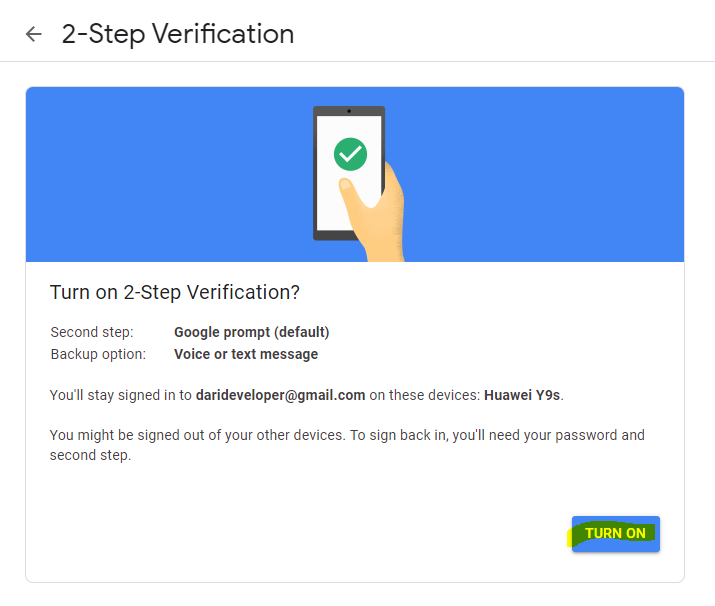 2-Step Verification
Turn on 2-Step Verification?
Second step: Google prompt (default)
Backup option: Voice or text message
You'll stay signed in to darideveloper@gmail.com on these devices: Huawei Y9s.
You might be signed out of your other devices. To sign back in, you'll need your password and
second step.
TURN ON